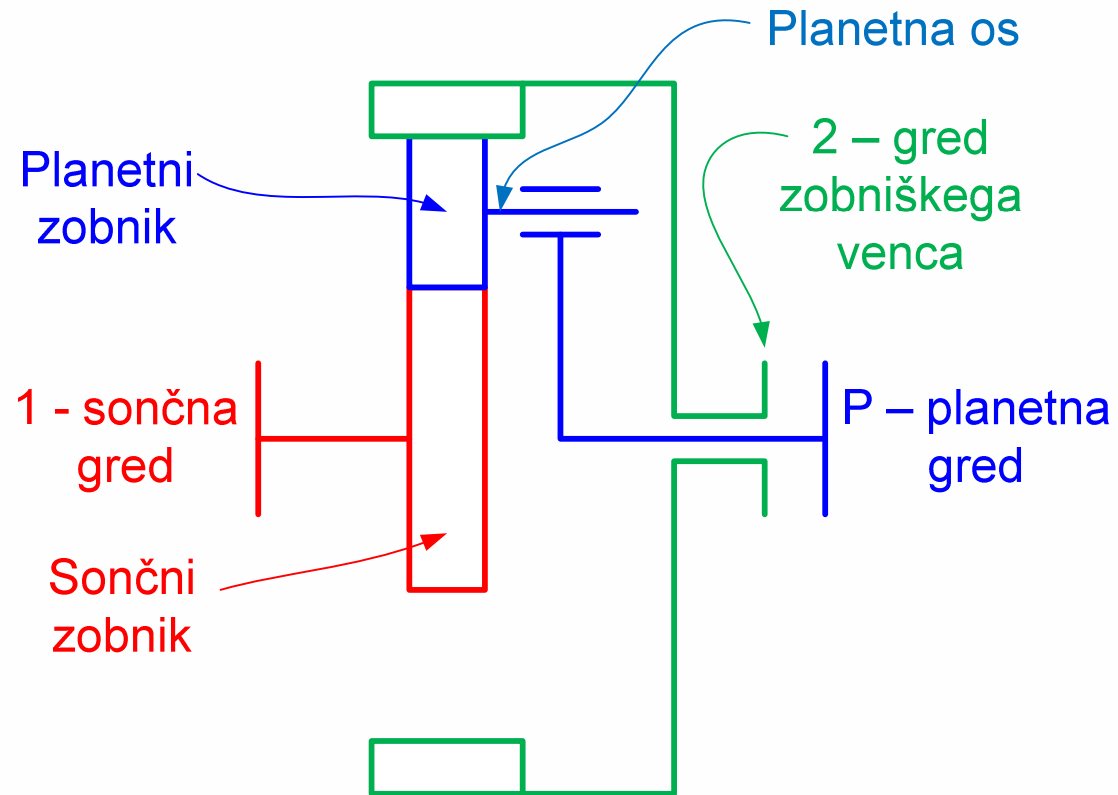 Planetna os
2 – gred
zobniškega
venca
Planetni
zobnik
1 - sončna
gred
P – planetna
gred
Sončni
zobnik